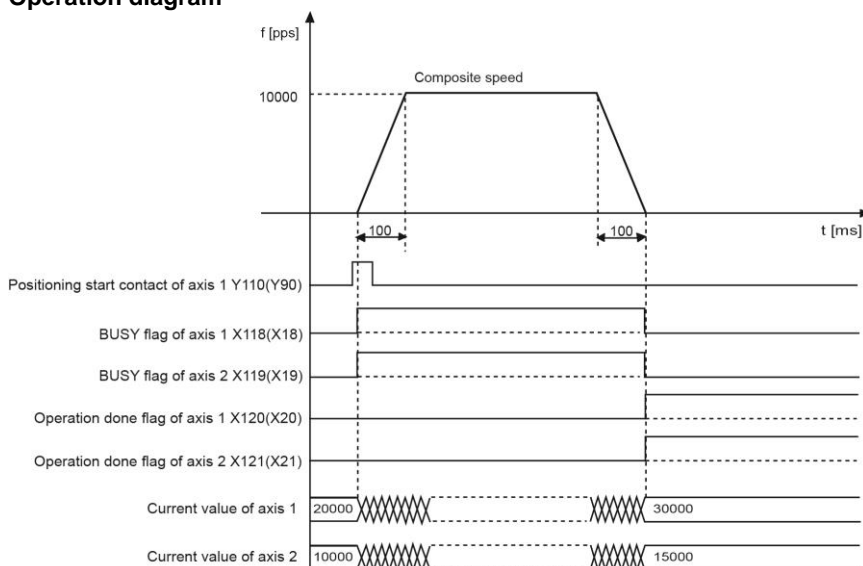 Operation diagram
f [pps]
Composite speed
10000
100
100
t [ms]
Positioning start contact of axis 1 Y110(Y90)
BUSY flag of axis 1 X118(X18)
BUSY flag of axis 2 X119(X19)
Operation done flag of axis 1 X120(X20)
Operation done flag of axis 2 X121(X21)
Current value of axis 1 20000 30000
Current value of axis 2 10000 15000